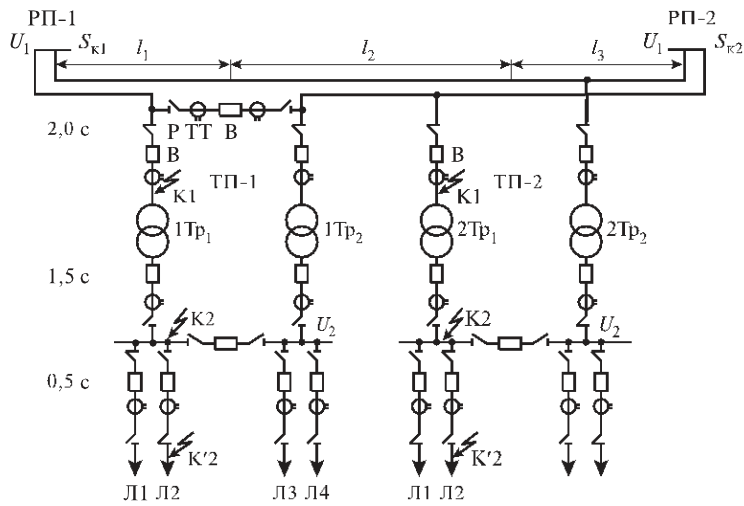 РП-1 РП-2
U₁ Sк1 l₁ l₂ l₃ U₁ Sк2
2,0 с Р ТТ В
В В
ТП-1 ТП-2
К1 К1
1Тр₁ 1Тр₂ 2Тр₁ 2Тр₂
1,5 с
К2 U₂ К2 U₂
0,5 с
К′2 К′2
Л1 Л2 Л3 Л4 Л1 Л2